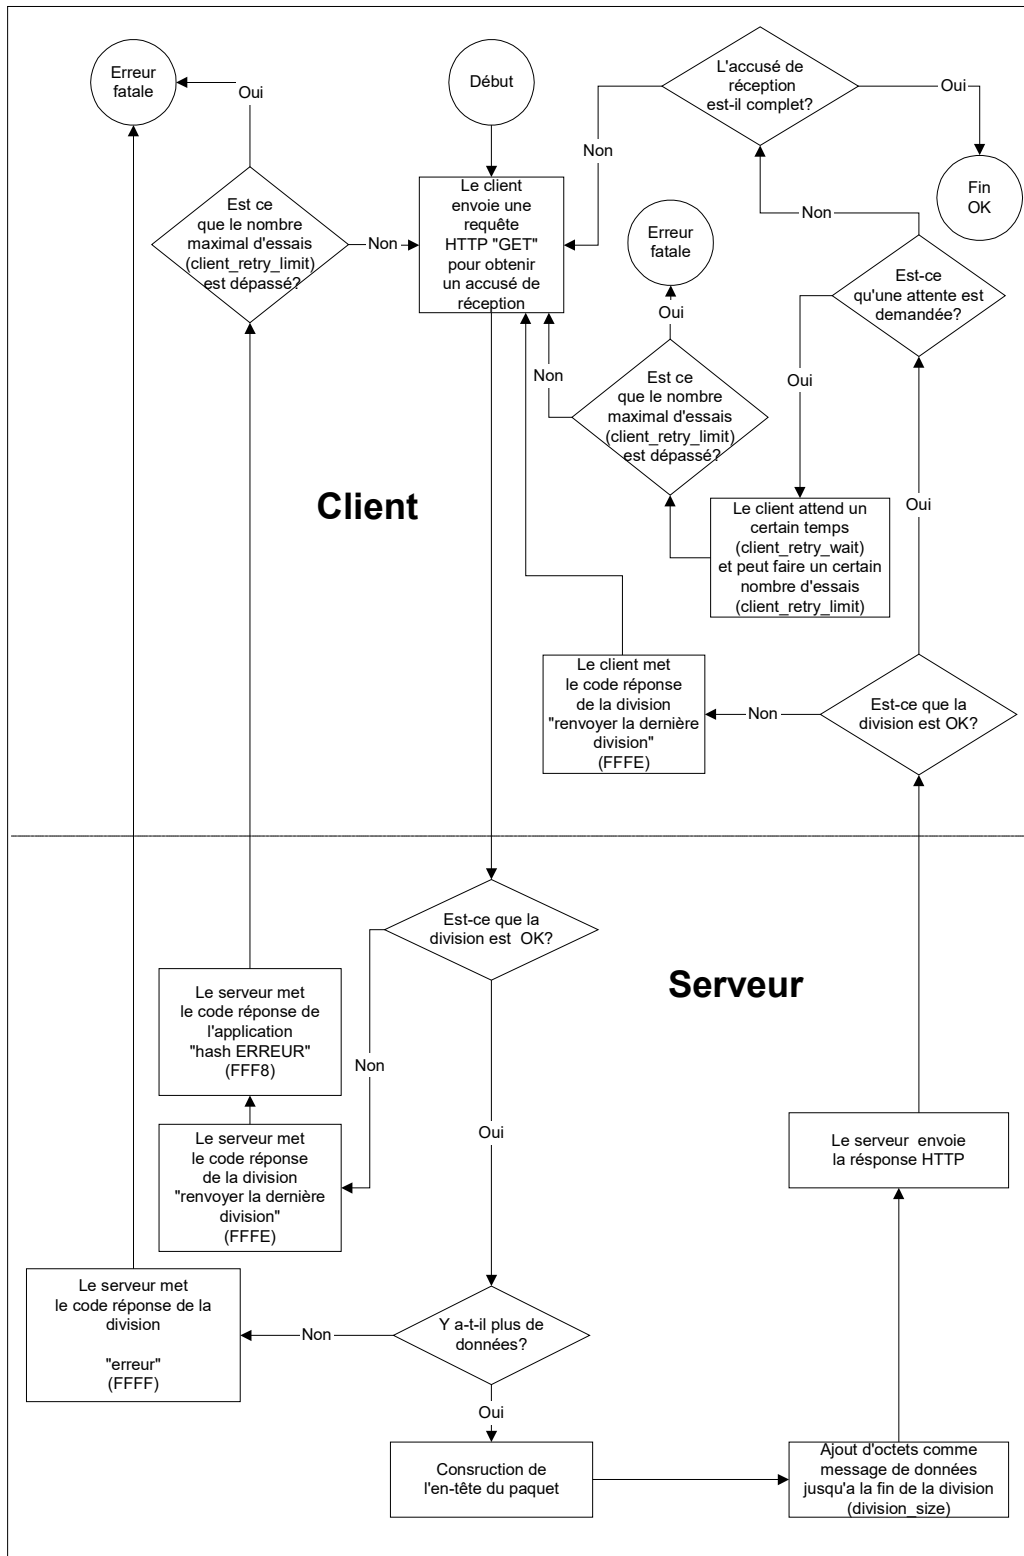 Erreur
fatale
Oui
Début
L'accusé de
réception
est-il complet?
Oui
Non
Fin
OK
Est ce
que le nombre
maximal d'essais
(client_retry_limit)
est dépassé?
Non
Le client
envoie une
requête
HTTP "GET"
pour obtenir
un accusé de
réception
Erreur
fatale
Non
Est-ce
qu'une attente est
demandée?
Oui
Non
Est ce
que le nombre
maximal d'essais
(client_retry_limit)
est dépassé?
Oui
Client
Le client attend un
certain temps
(client_retry_wait)
et peut faire un certain
nombre d'essais
(client_retry_limit)
Oui
Le client met
le code réponse
de la division
"renvoyer la dernière
division"
(FFFE)
Non
Est-ce que la
division est OK?
Est-ce que la
division est  OK?
Serveur
Le serveur met
le code réponse de
l'application
"hash ERREUR"
(FFF8)
Non
Le serveur met
le code réponse
de la division
"renvoyer la dernière
division"
(FFFE)
Oui
Le serveur  envoie
la résponse HTTP
Le serveur met
le code réponse de la
division
"erreur"
(FFFF)
Non
Y a-t-il plus de
données?
Oui
Consruction de
l'en-tête du paquet
Ajout d'octets comme
message de données
jusqu'a la fin de la division
(division_size)